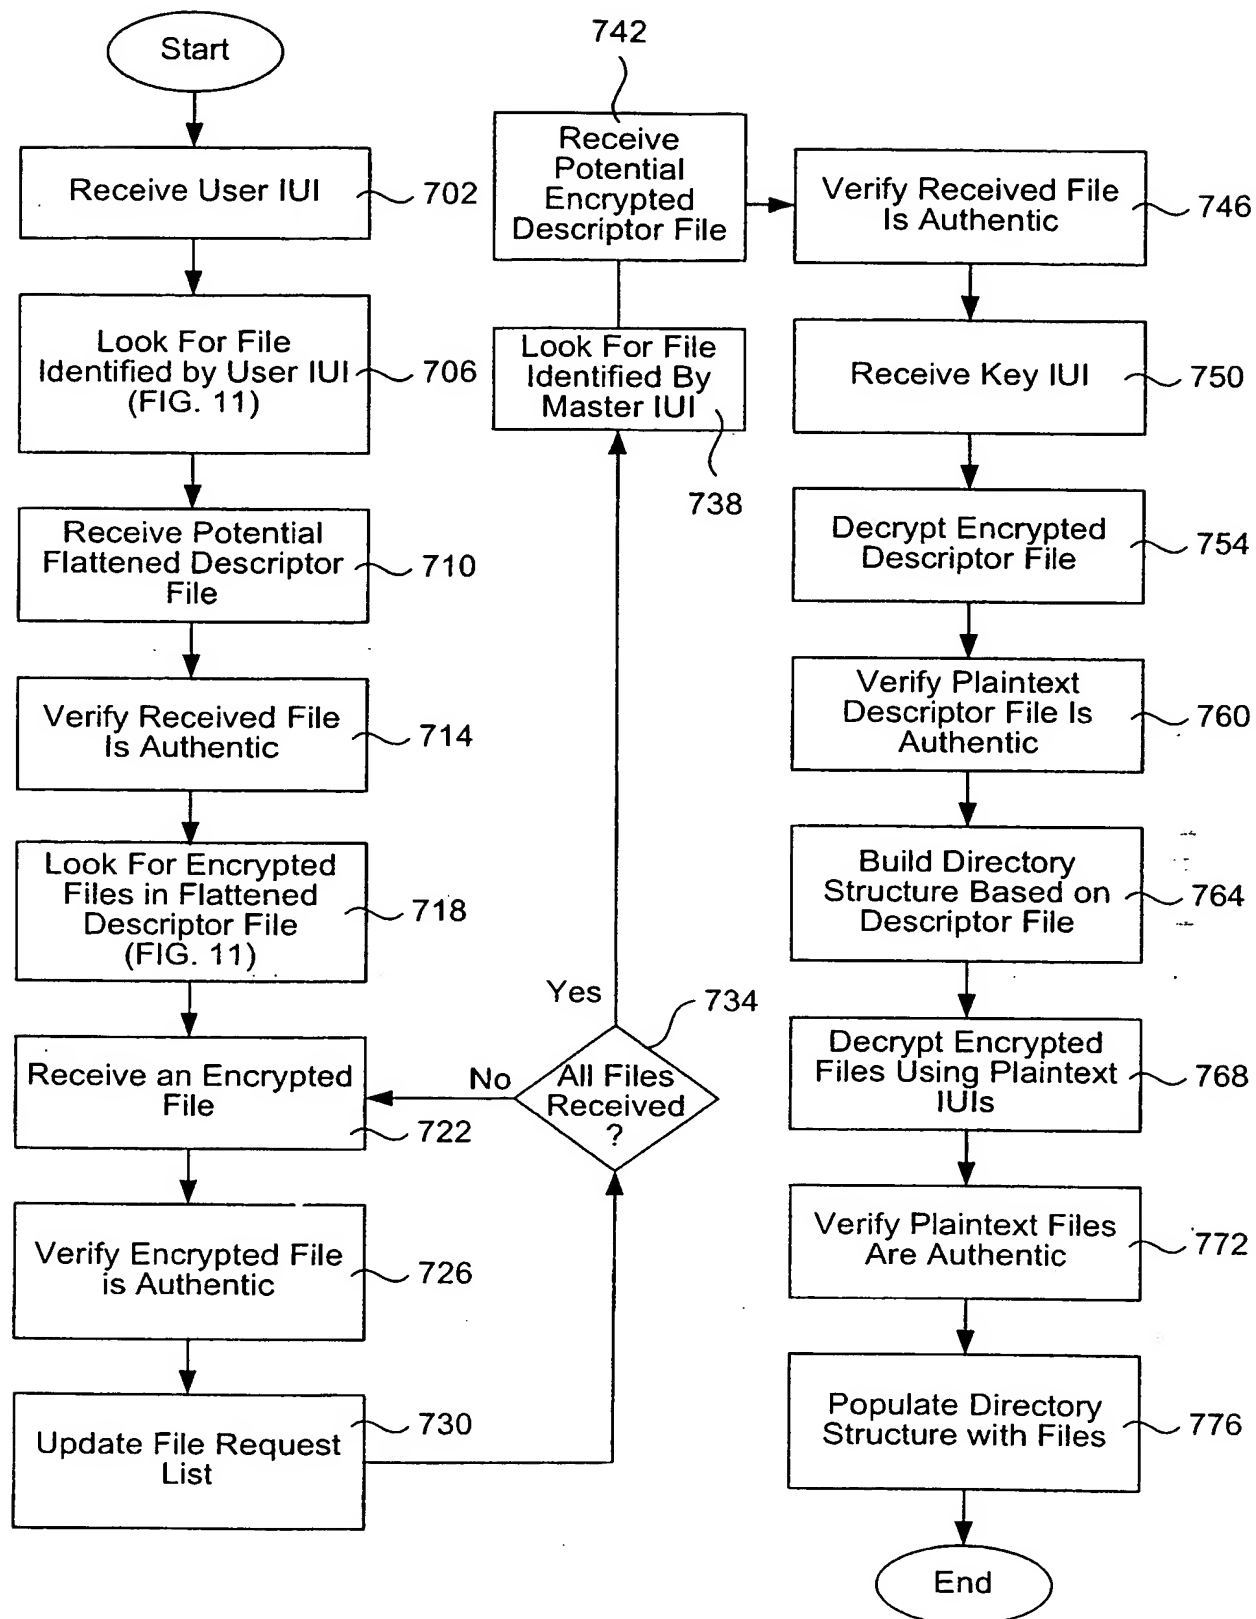 Start
Receive User IUI
702
Look For File
Identified by User IUI
(FIG. 11)
706
Receive Potential
Flattened Descriptor
File
710
Verify Received File
Is Authentic
714
Look For Encrypted
Files in Flattened
Descriptor File
(FIG. 11)
718
Receive an Encrypted
File
722
Verify Encrypted File
is Authentic
726
Update File Request
List
730
All Files
Received
?
734
No
Yes
Look For File
Identified By
Master IUI
738
742
Receive
Potential
Encrypted
Descriptor File
Verify Received File
Is Authentic
746
Receive Key IUI
750
Decrypt Encrypted
Descriptor File
754
Verify Plaintext
Descriptor File Is
Authentic
760
Build Directory
Structure Based on
Descriptor File
764
Decrypt Encrypted
Files Using Plaintext
IUIs
768
Verify Plaintext Files
Are Authentic
772
Populate Directory
Structure with Files
776
End